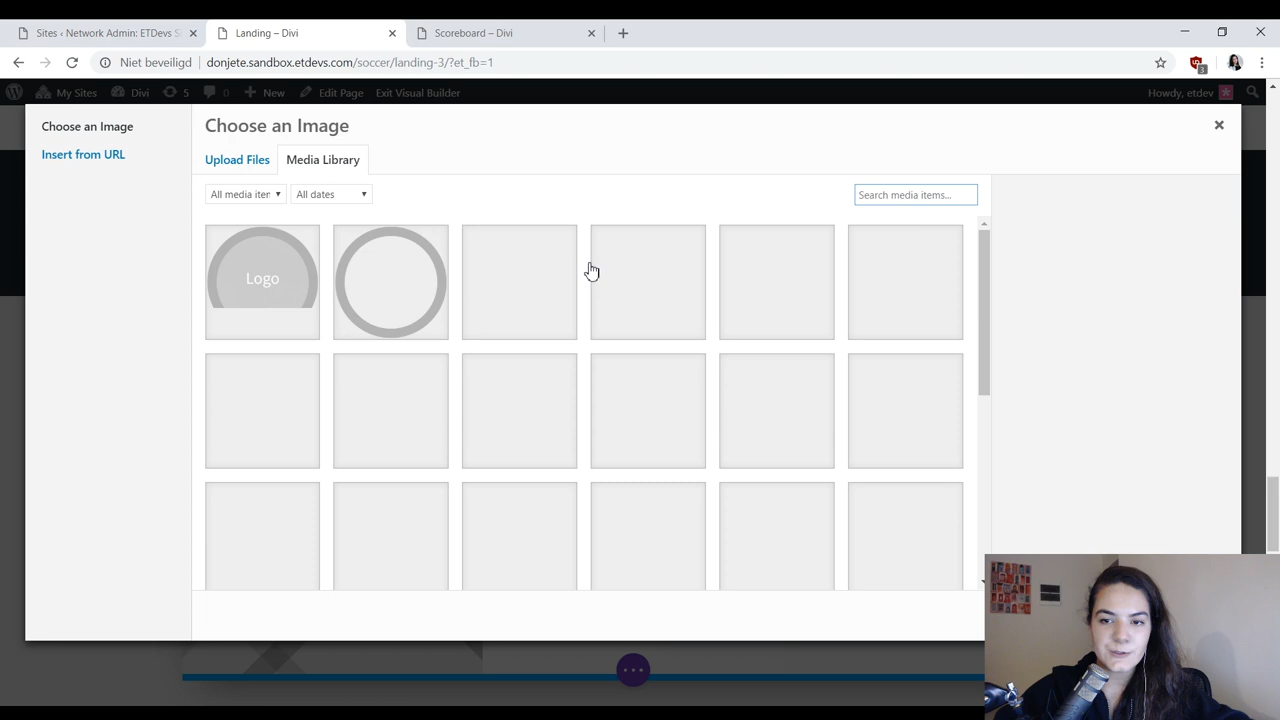 Sites ‹ Network Admin: ETDevs S
Landing – Divi
Scoreboard – Divi
Niet beveiligd
donjete.sandbox.etdevs.com/soccer/landing-3/?et_fb=1
3
My Sites
Divi
5
0
New
Edit Page
Exit Visual Builder
Howdy, etdev
Choose an Image
Insert from URL
Choose an Image
Upload Files
Media Library
All media iter
All dates
Search media items...
Logo